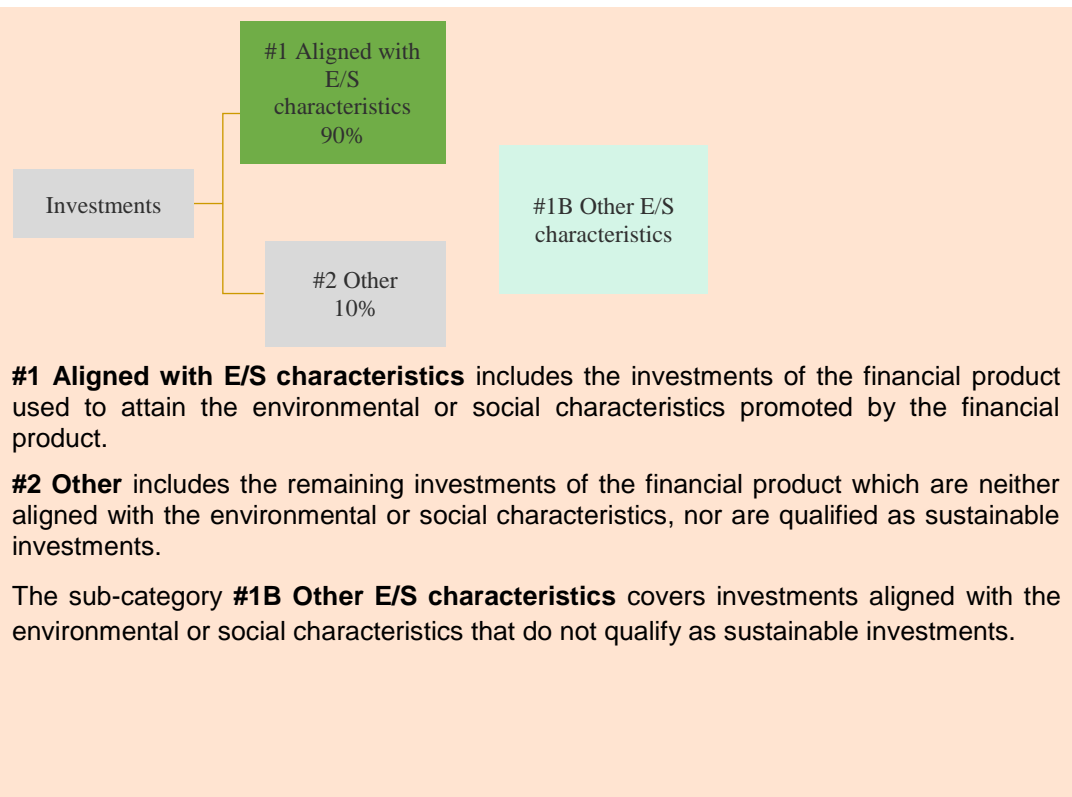 #1 Aligned with
E/S
characteristics
90%
Investments
#1B Other E/S
characteristics
#2 Other
10%
#1 Aligned with E/S characteristics includes the investments of the financial product
used to attain the environmental or social characteristics promoted by the financial
product.
#2 Other includes the remaining investments of the financial product which are neither
aligned with the environmental or social characteristics, nor are qualified as sustainable
investments.
The sub-category #1B Other E/S characteristics covers investments aligned with the
environmental or social characteristics that do not qualify as sustainable investments.